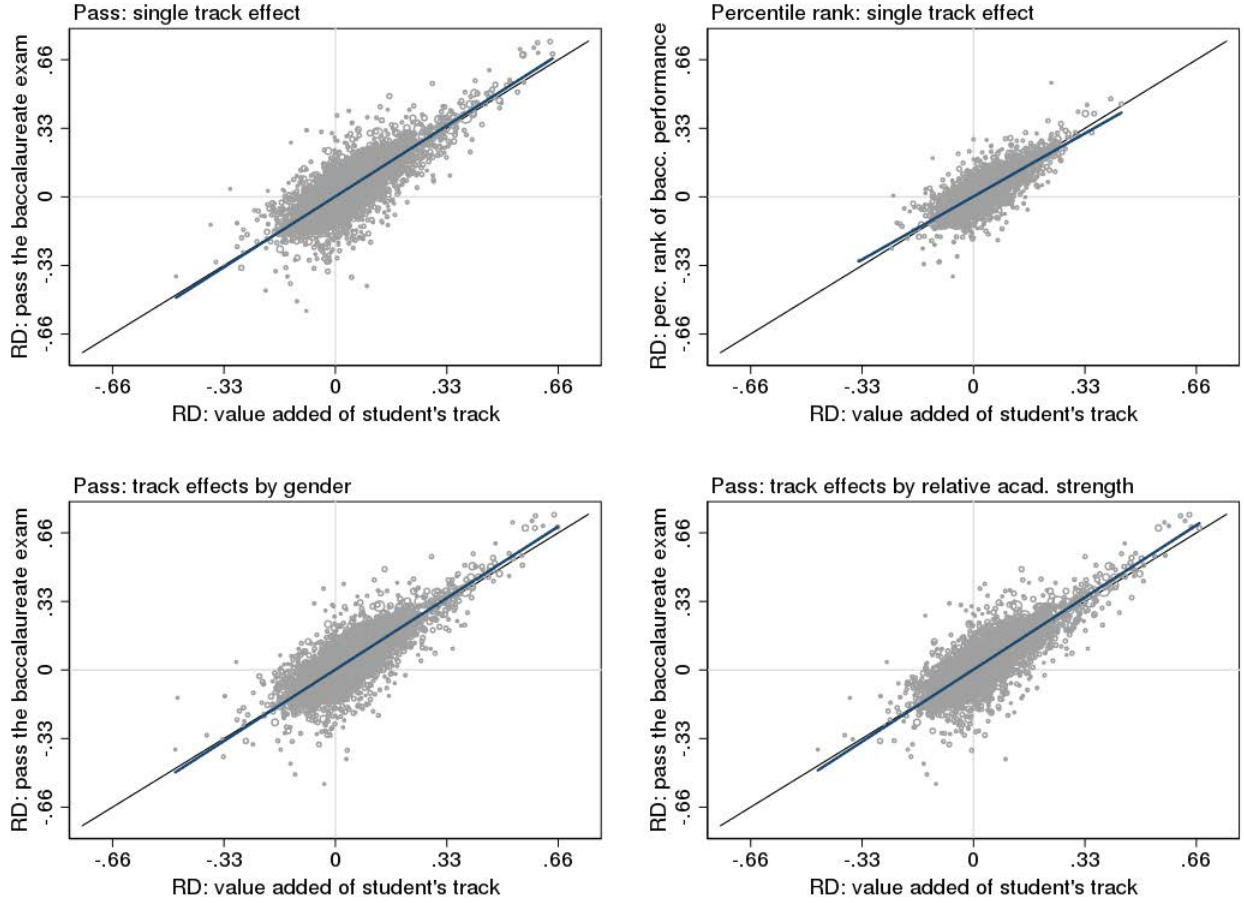 Pass: single track effect
RD: pass the baccalaureate exam
.66
.33
0
-.33
-.66
-.66 -.33 0 .33 .66
RD: value added of student's track
Percentile rank: single track effect
RD: perc. rank of bacc. performance
.66
.33
0
-.33
-.66
-.66 -.33 0 .33 .66
RD: value added of student's track
Pass: track effects by gender
RD: pass the baccalaureate exam
.66
.33
0
-.33
-.66
-.66 -.33 0 .33 .66
RD: value added of student's track
Pass: track effects by relative acad. strength
RD: pass the baccalaureate exam
.66
.33
0
-.33
-.66
-.66 -.33 0 .33 .66
RD: value added of student's track